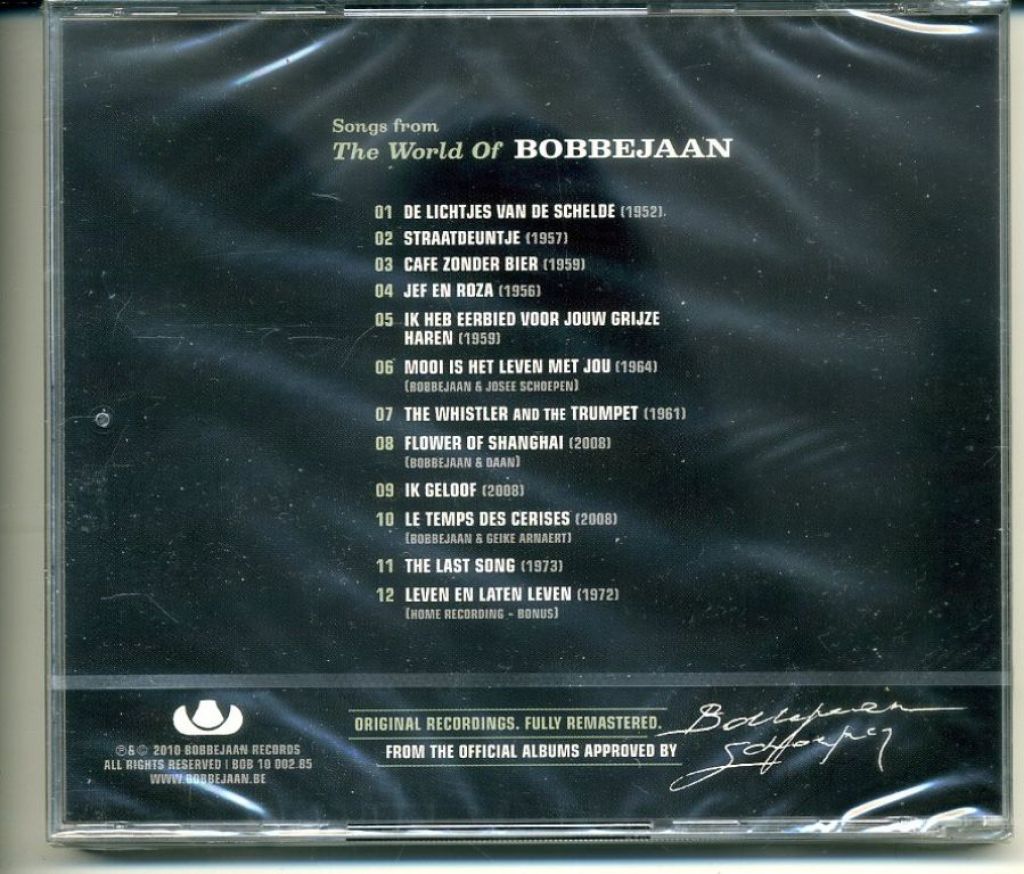 Songs from
The World Of BOBBEJAAN
01 DE LICHTJES VAN DE SCHELDE (1952).
02 STRAATDEUNTJE (1957)
03 CAFE ZONDER BIER (1959)
04 JEF EN ROZA (1956)
05 IK HEB EERBIED VOOR JOUW GRIJZE
HAREN (1959)
06 MOOI IS HET LEVEN MET JOU (1964)
(BOBBEJAAN & JOSEE SCHOEPEN)
07 THE WHISTLER AND THE TRUMPET (1961)
08 FLOWER OF SHANGHAI (2008)
(BOBBEJAAN & DAAN)
09 IK GELOOF (2008)
10 LE TEMPS DES CERISES (2008)
(BOBBEJAAN & GEIKE ARNAERT)
11 THE LAST SONG (1973)
12 LEVEN EN LATEN LEVEN (1972)
(HOME RECORDING - BONUS)
ORIGINAL RECORDINGS. FULLY REMASTERED.
FROM THE OFFICIAL ALBUMS APPROVED BY
Bobbejaan
Schoepen
℗&© 2010 BOBBEJAAN RECORDS
ALL RIGHTS RESERVED | BOB 10 002.85
WWW.BOBBEJAAN.BE